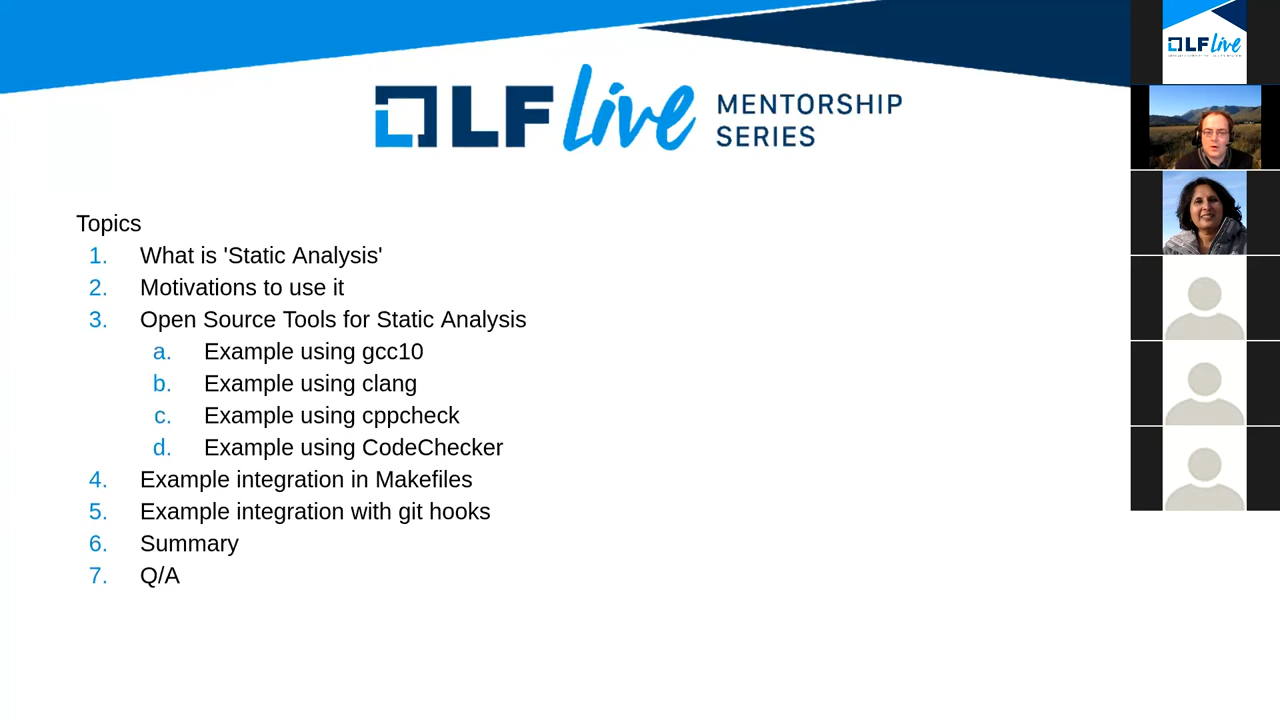 LF Live MENTORSHIP
SERIES
LF Live
Topics
1. What is 'Static Analysis'
2. Motivations to use it
3. Open Source Tools for Static Analysis
a. Example using gcc10
b. Example using clang
c. Example using cppcheck
d. Example using CodeChecker
4. Example integration in Makefiles
5. Example integration with git hooks
6. Summary
7. Q/A